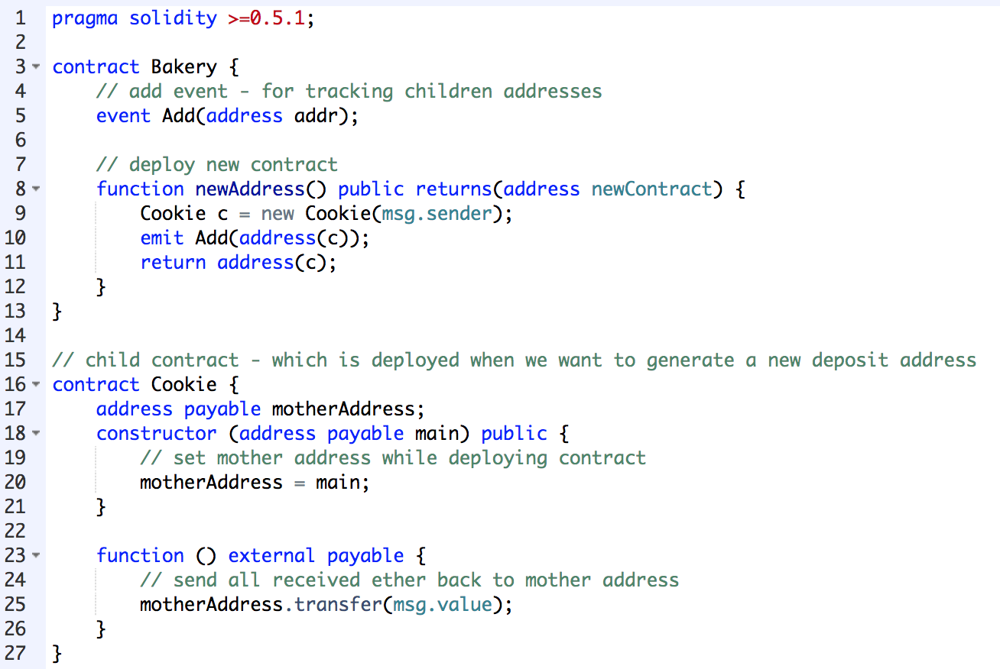 1 pragma solidity >=0.5.1;
2
3 contract Bakery {
4     // add event - for tracking children addresses
5     event Add(address addr);
6
7     // deploy new contract
8     function newAddress() public returns(address newContract) {
9         Cookie c = new Cookie(msg.sender);
10         emit Add(address(c));
11         return address(c);
12     }
13 }
14
15 // child contract - which is deployed when we want to generate a new deposit address
16 contract Cookie {
17     address payable motherAddress;
18     constructor (address payable main) public {
19         // set mother address while deploying contract
20         motherAddress = main;
21     }
22
23     function () external payable {
24         // send all received ether back to mother address
25         motherAddress.transfer(msg.value);
26     }
27 }